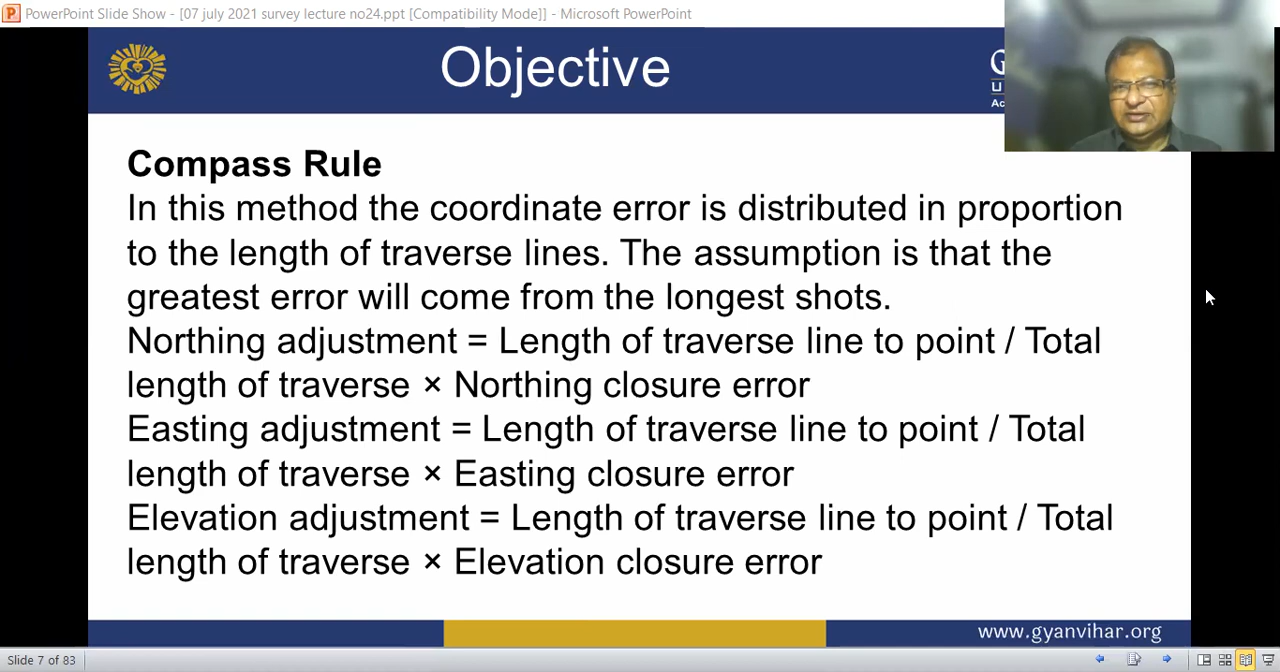 PowerPoint Slide Show - [07 july 2021 survey lecture no24.ppt [Compatibility Mode]] - Microsoft PowerPoint
Objective
Compass Rule
In this method the coordinate error is distributed in proportion
to the length of traverse lines. The assumption is that the
greatest error will come from the longest shots.
Northing adjustment = Length of traverse line to point / Total
length of traverse × Northing closure error
Easting adjustment = Length of traverse line to point / Total
length of traverse × Easting closure error
Elevation adjustment = Length of traverse line to point / Total
length of traverse × Elevation closure error
www.gyanvihar.org
Slide 7 of 83